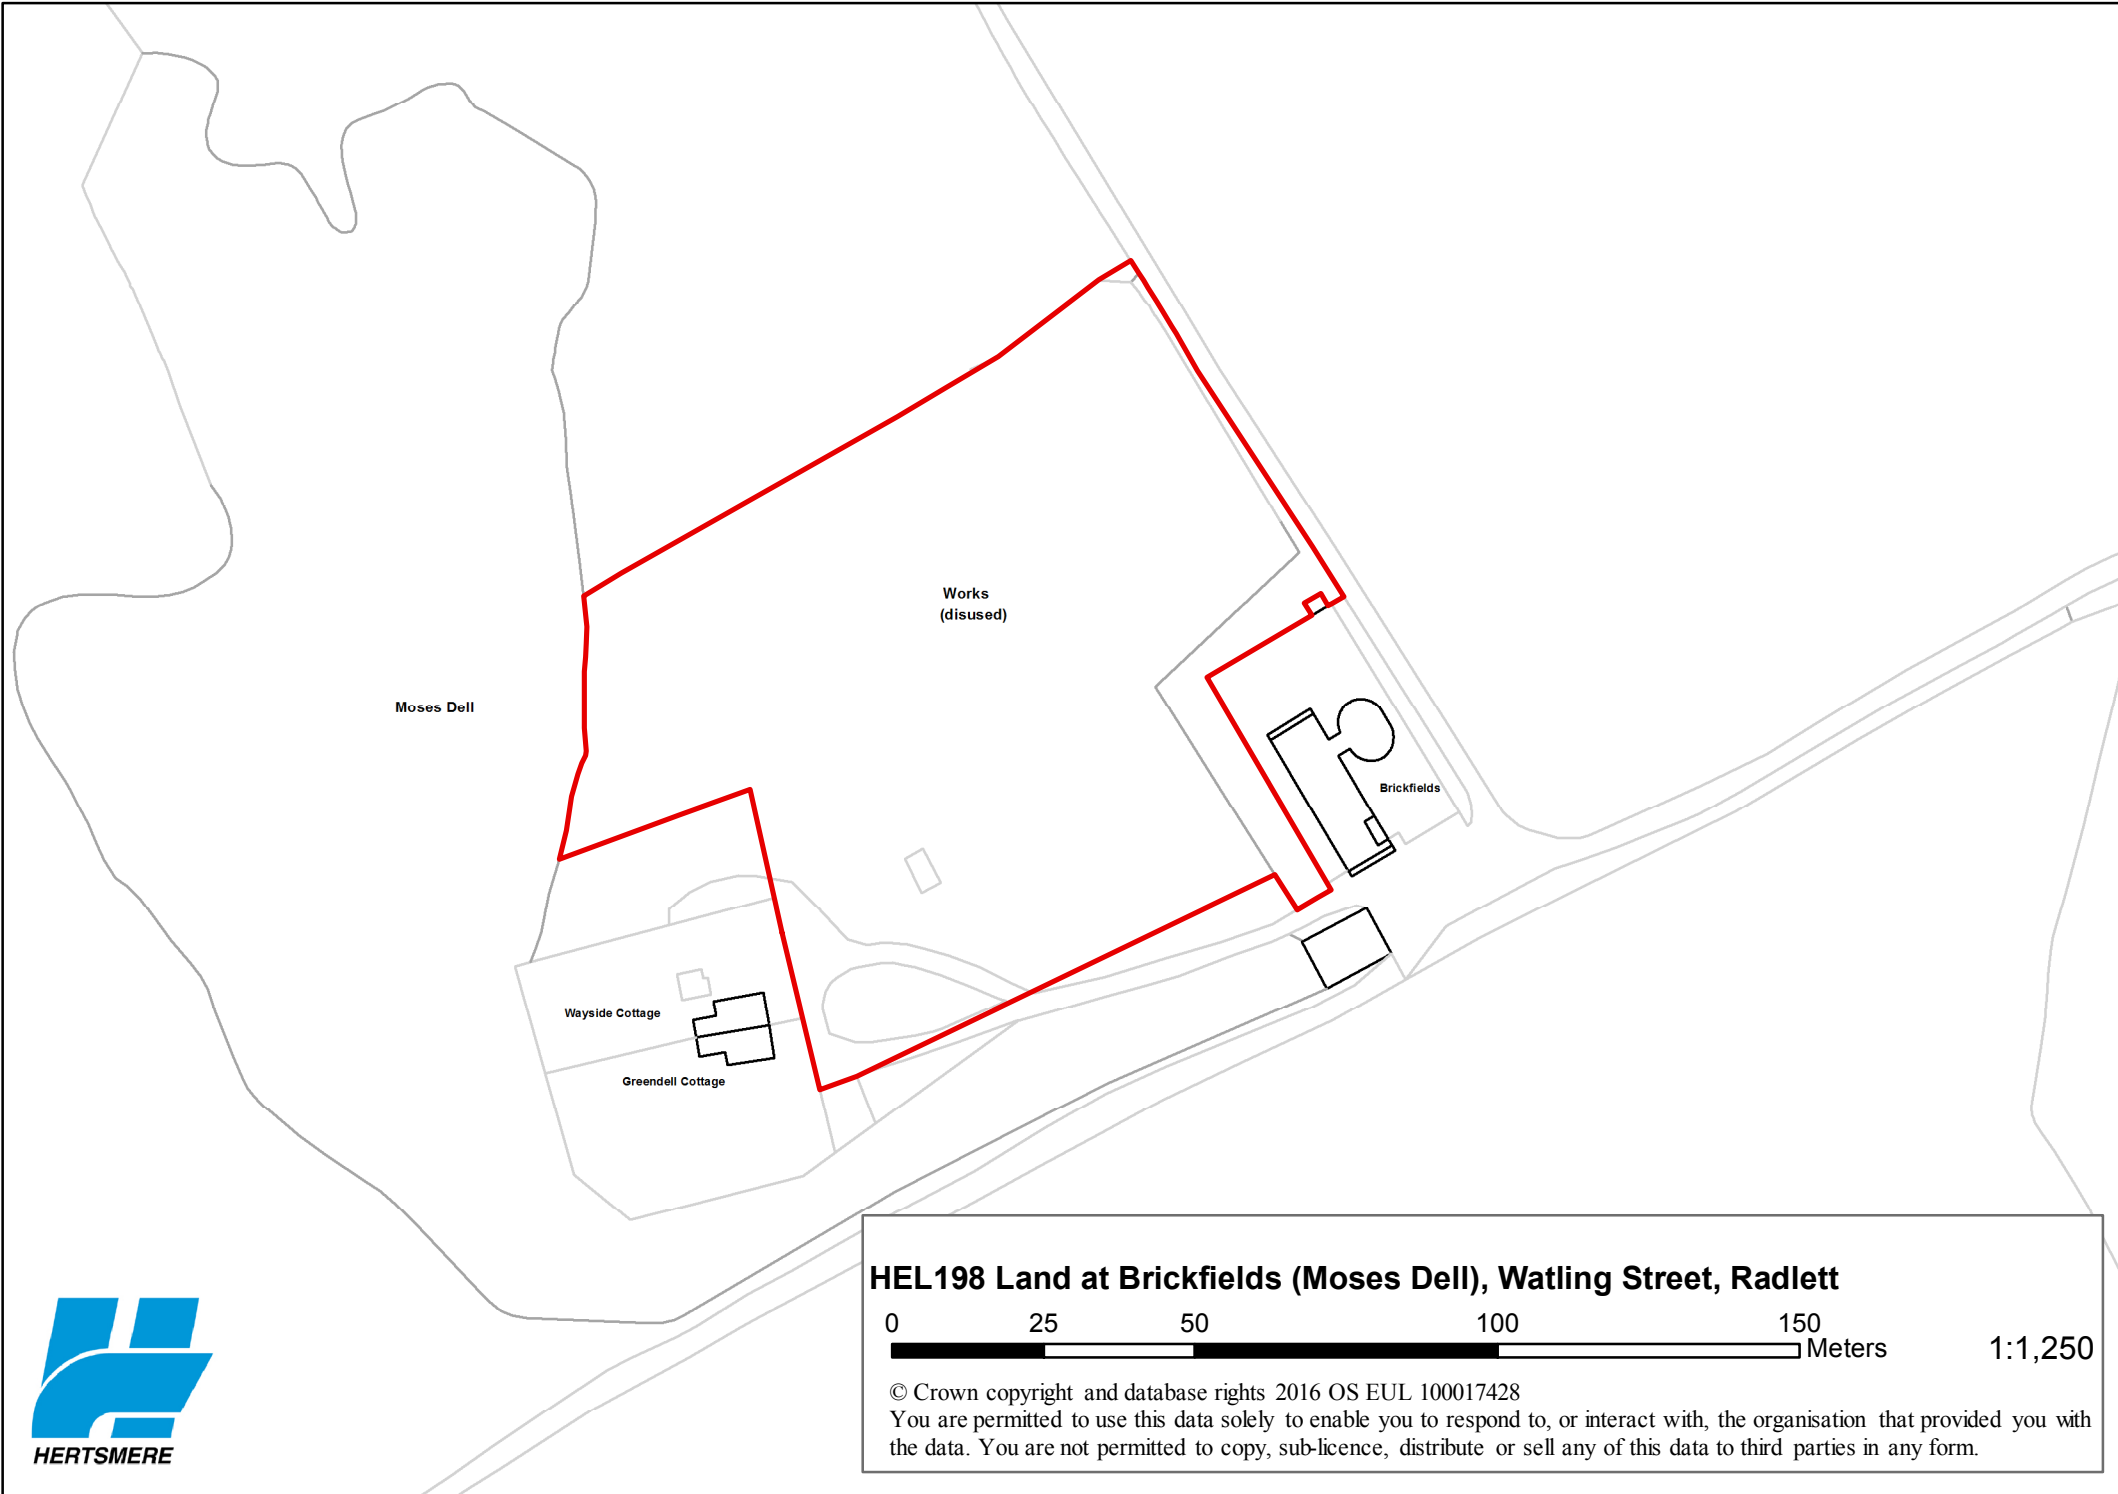 Works
(disused)
Moses Dell
Brickfields
Wayside Cottage
Greendell Cottage
HEL198 Land at Brickfields (Moses Dell), Watling Street, Radlett
0 25 50 100 150
Meters
1:1,250
© Crown copyright and database rights 2016 OS EUL 100017428
You are permitted to use this data solely to enable you to respond to, or interact with, the organisation that provided you with
the data. You are not permitted to copy, sub-licence, distribute or sell any of this data to third parties in any form.
HERTSMERE